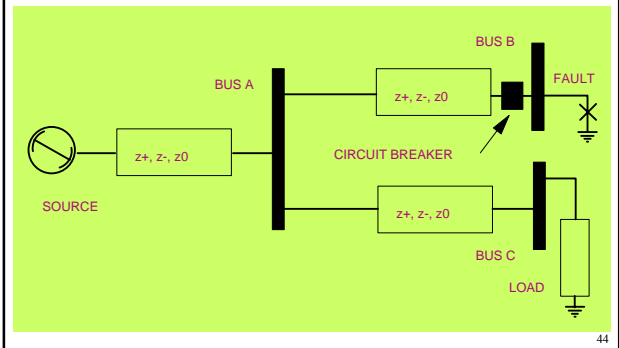 BUS B
BUS A
FAULT
z+, z-, z0
CIRCUIT BREAKER
z+, z-, z0
SOURCE
z+, z-, z0
BUS C
LOAD
44